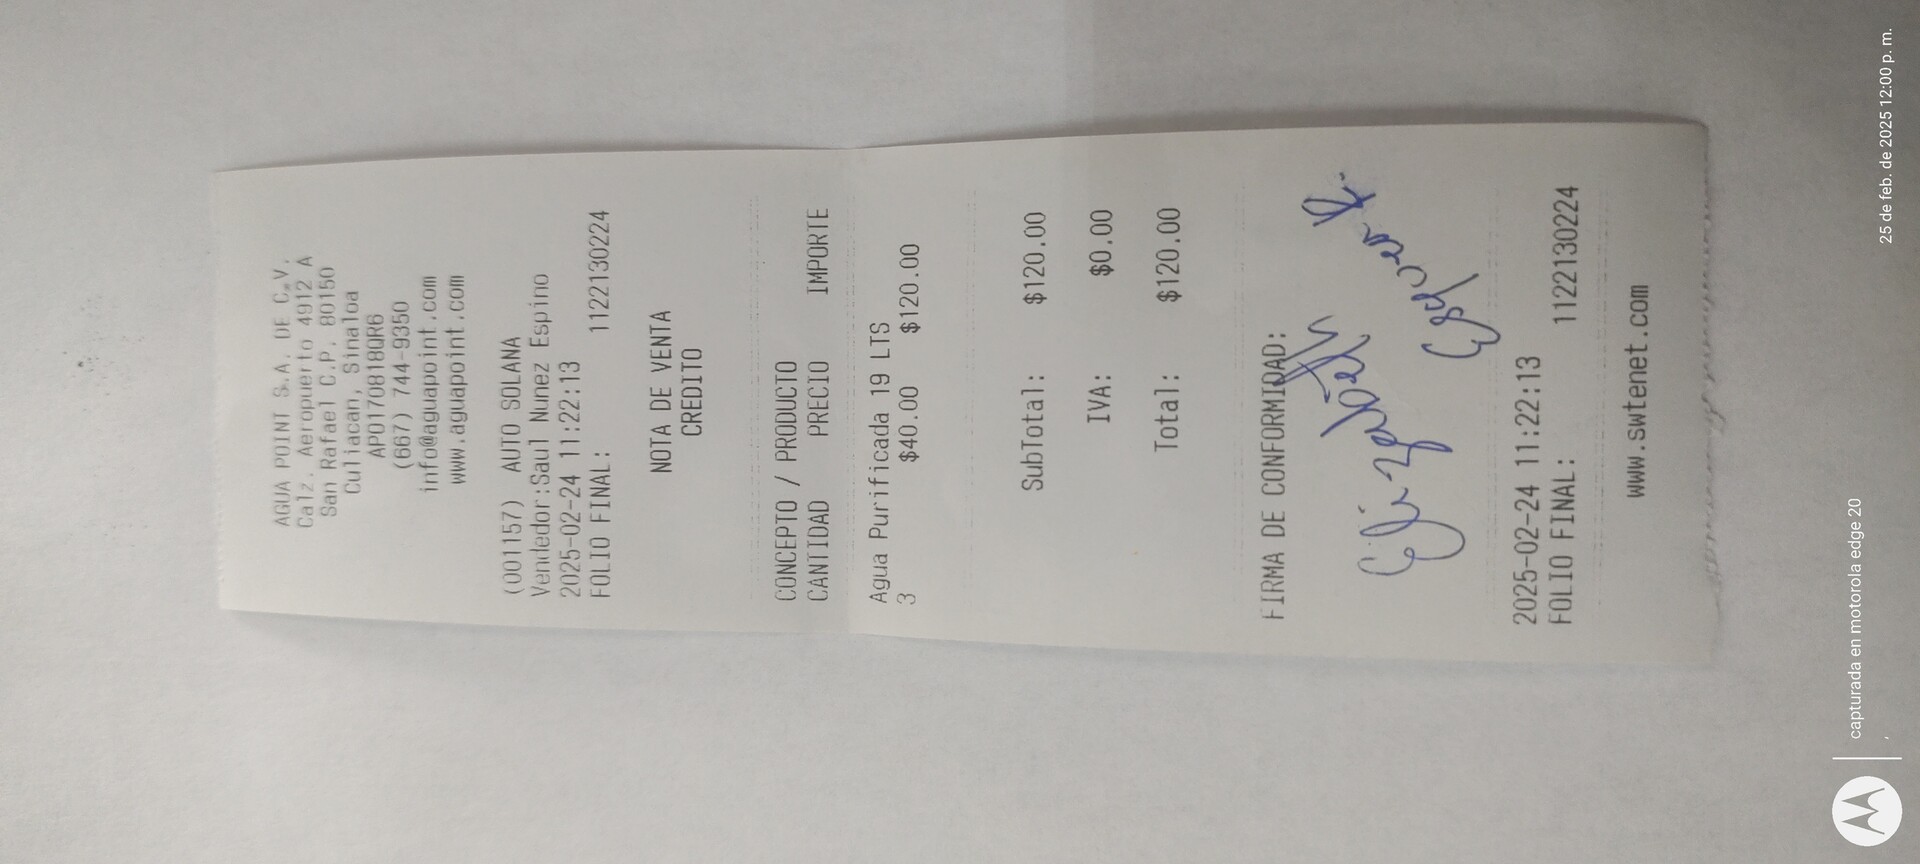 AGUA POINT S.A. DE C.V.
Calz. Aeropuerto 4912 A
San Rafael C.P. 80150
Culiacan, Sinaloa
APO170818QR6
(667) 744-9350
info@aguapoint.com
www.aguapoint.com
(001157) AUTO SOLANA
Vendedor:Saul Nunez Espino
2025-02-24 11:22:13
FOLIO FINAL: 1122130224
NOTA DE VENTA
CREDITO
CONCEPTO / PRODUCTO
CANTIDAD PRECIO IMPORTE
Agua Purificada 19 LTS
3 $40.00 $120.00
SubTotal: $120.00
IVA: $0.00
Total: $120.00
FIRMA DE CONFORMIDAD:
Elizabeth
2025-02-24 11:22:13
FOLIO FINAL: 1122130224
www.swtenet.com
capturada en motorola edge 20
25 de feb. de 2025 12:00 p. m.